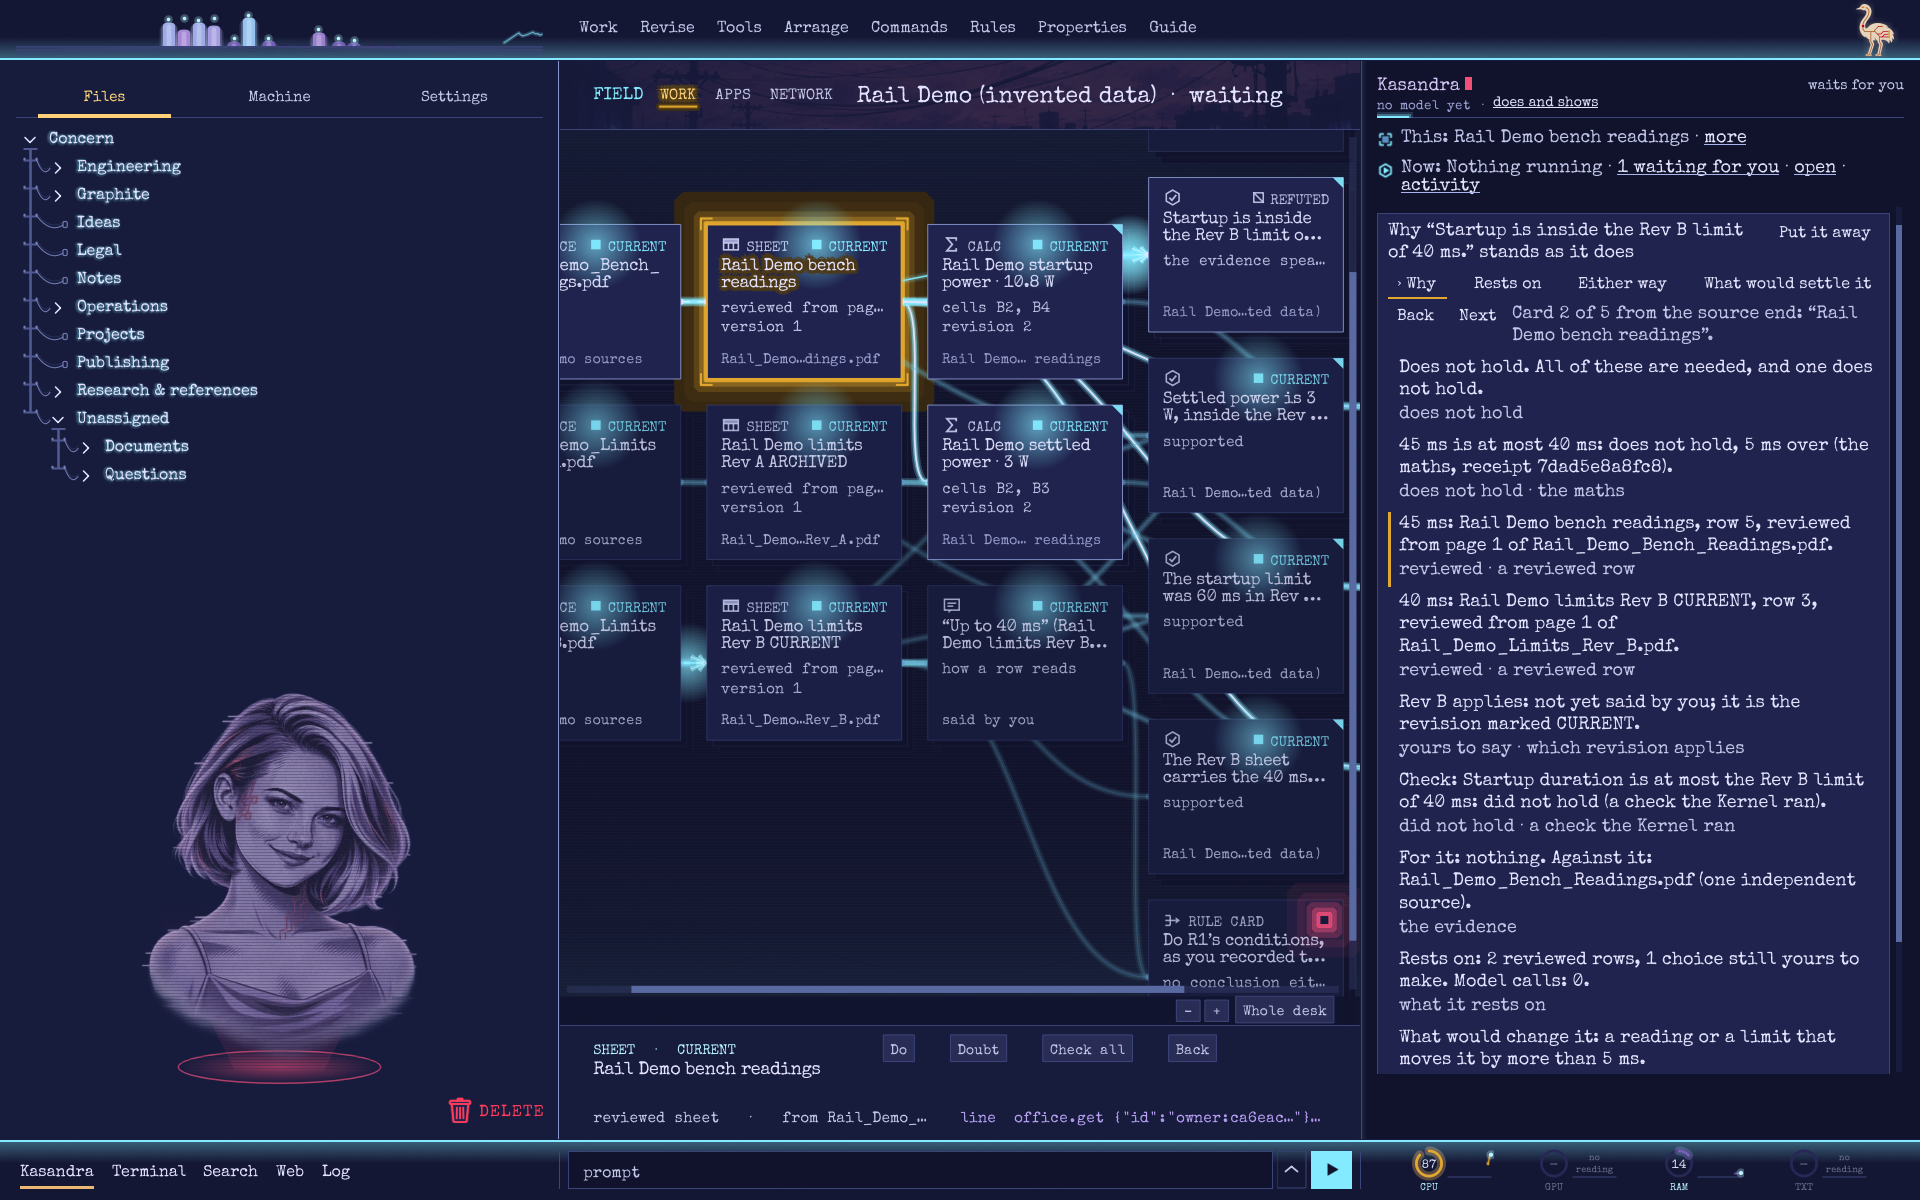 Work Revise Tools Arrange Commands Rules Properties Guide
Files Machine Settings
Concern
Engineering
Graphite
Ideas
Legal
Notes
Operations
Projects
Publishing
Research & references
Unassigned
Documents
Questions
DELETE
FIELD WORK APPS NETWORK Rail Demo (invented data) · waiting
CE CURRENT
emo_Bench_
gs.pdf
mo sources
SHEET CURRENT
Rail Demo bench
readings
reviewed from pag…
version 1
Rail_Demo…dings.pdf
CALC CURRENT
Rail Demo startup
power · 10.8 W
cells B2, B4
revision 2
Rail Demo… readings
REFUTED
Startup is inside
the Rev B limit o…
the evidence spea…
Rail Demo…ted data)
CE CURRENT
emo_Limits
.pdf
mo sources
SHEET CURRENT
Rail Demo limits
Rev A ARCHIVED
reviewed from pag…
version 1
Rail_Demo…Rev_A.pdf
CALC CURRENT
Rail Demo settled
power · 3 W
cells B2, B3
revision 2
Rail Demo… readings
CURRENT
Settled power is 3
W, inside the Rev …
supported
Rail Demo…ted data)
CE CURRENT
emo_Limits
.pdf
mo sources
SHEET CURRENT
Rail Demo limits
Rev B CURRENT
reviewed from pag…
version 1
Rail_Demo…Rev_B.pdf
CURRENT
“Up to 40 ms” (Rail
Demo limits Rev B…
how a row reads
said by you
CURRENT
The startup limit
was 60 ms in Rev …
supported
Rail Demo…ted data)
CURRENT
The Rev B sheet
carries the 40 ms…
supported
Rail Demo…ted data)
RULE CARD
Do R1’s conditions,
as you recorded t…
no conclusion eit…
− + Whole desk
SHEET · CURRENT
Rail Demo bench readings
Do Doubt Check all Back
reviewed sheet · from Rail_Demo_… line office.get {"id":"owner:ca6eac…"}…
Kasandra
waits for you
no model yet · does and shows
This: Rail Demo bench readings · more
Now: Nothing running · 1 waiting for you · open ·
activity
Why “Startup is inside the Rev B limit
of 40 ms.” stands as it does
Put it away
› Why Rests on Either way What would settle it
Back Next Card 2 of 5 from the source end: “Rail
Demo bench readings”.
Does not hold. All of these are needed, and one does
not hold.
does not hold
45 ms is at most 40 ms: does not hold, 5 ms over (the
maths, receipt 7dad5e8a8fc8).
does not hold · the maths
45 ms: Rail Demo bench readings, row 5, reviewed
from page 1 of Rail_Demo_Bench_Readings.pdf.
reviewed · a reviewed row
40 ms: Rail Demo limits Rev B CURRENT, row 3,
reviewed from page 1 of
Rail_Demo_Limits_Rev_B.pdf.
reviewed · a reviewed row
Rev B applies: not yet said by you; it is the
revision marked CURRENT.
yours to say · which revision applies
Check: Startup duration is at most the Rev B limit
of 40 ms: did not hold (a check the Kernel ran).
did not hold · a check the Kernel ran
For it: nothing. Against it:
Rail_Demo_Bench_Readings.pdf (one independent
source).
the evidence
Rests on: 2 reviewed rows, 1 choice still yours to
make. Model calls: 0.
what it rests on
What would change it: a reading or a limit that
moves it by more than 5 ms.
Kasandra Terminal Search Web Log
prompt
87 CPU
– no reading GPU
14 RAM
– no reading TXT